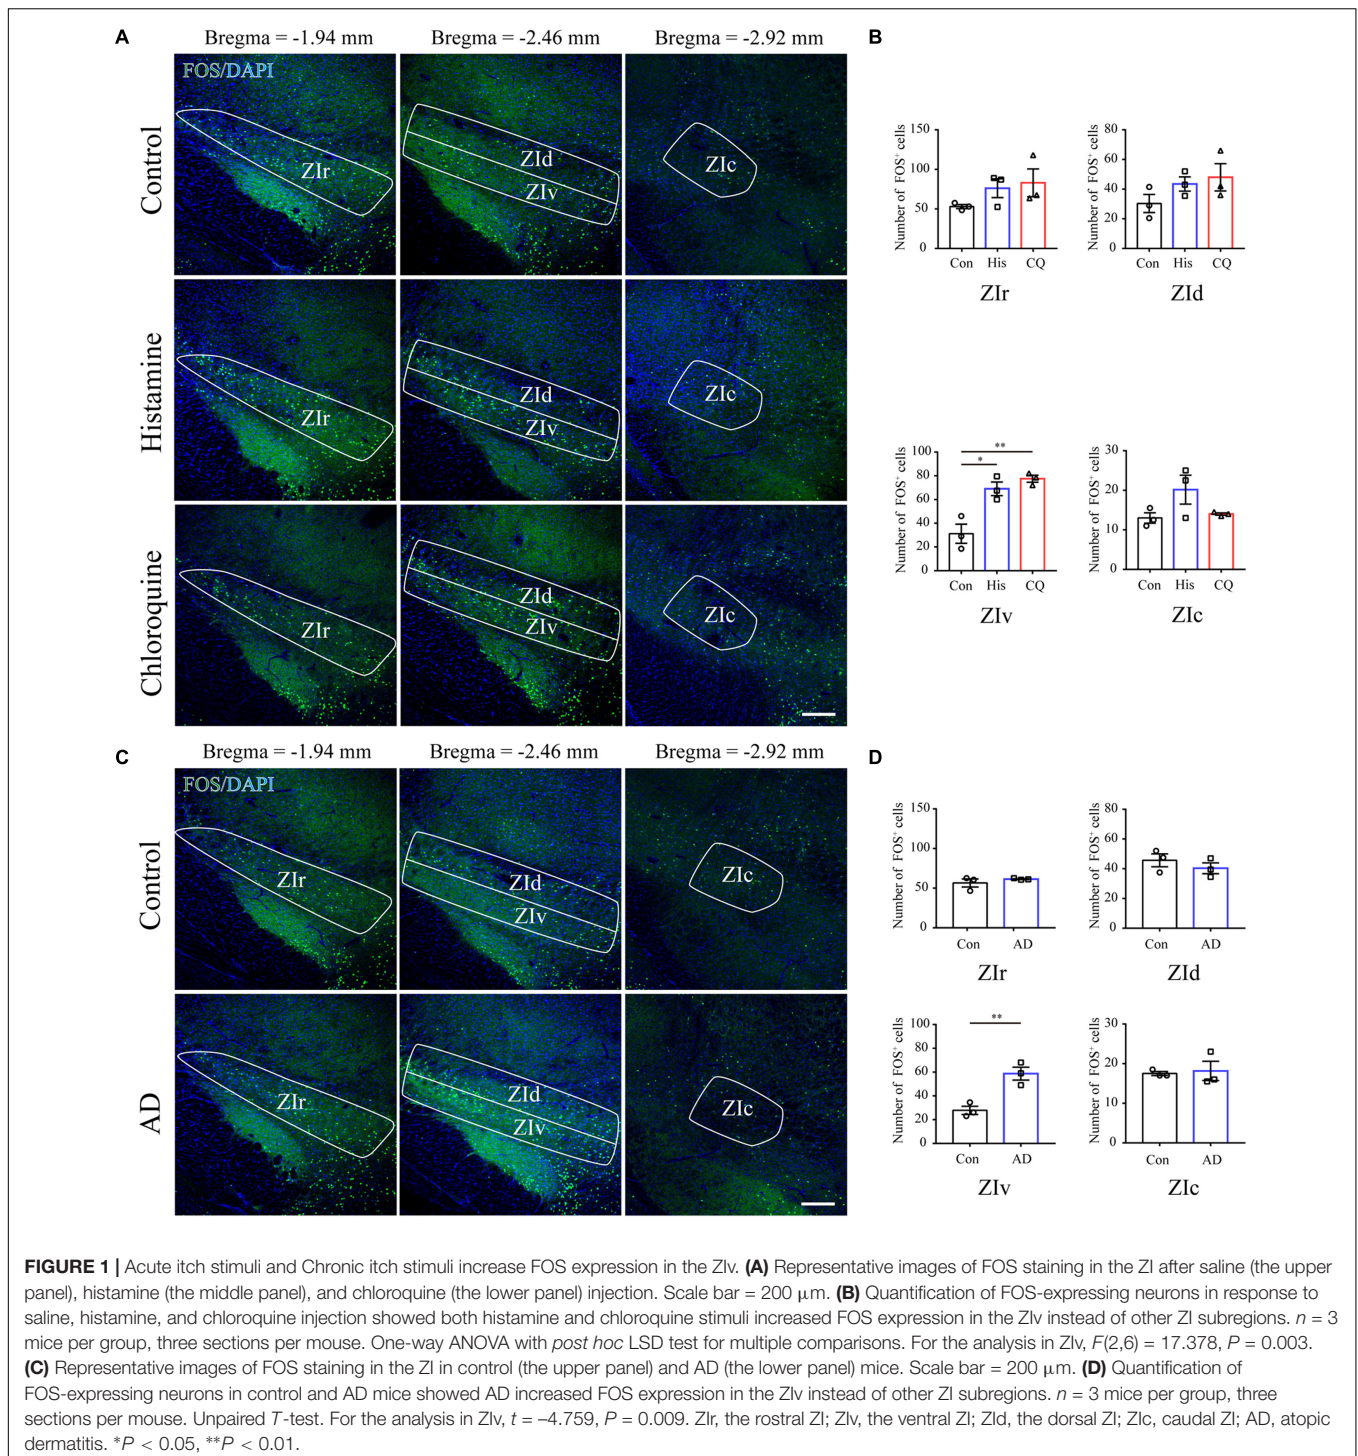 A
Bregma = -1.94 mm
Bregma = -2.46 mm
Bregma = -2.92 mm
FOS/DAPI
Control
ZIr
ZId
ZIv
ZIc
Histamine
ZIr
ZId
ZIv
ZIc
Chloroquine
ZIr
ZId
ZIv
ZIc
B
Number of FOS+ cells
150
100
50
0
Con His CQ
ZIr
Number of FOS+ cells
80
60
40
20
0
Con His CQ
ZId
Number of FOS+ cells
100
80
60
40
20
0
*
**
Con His CQ
ZIv
Number of FOS+ cells
30
20
10
0
Con His CQ
ZIc
C
Bregma = -1.94 mm
Bregma = -2.46 mm
Bregma = -2.92 mm
FOS/DAPI
Control
ZIr
ZId
ZIv
ZIc
AD
ZIr
ZId
ZIv
ZIc
D
Number of FOS+ cells
150
100
50
0
Con AD
ZIr
Number of FOS+ cells
80
60
40
20
0
Con AD
ZId
Number of FOS+ cells
100
80
60
40
20
0
**
Con AD
ZIv
Number of FOS+ cells
30
20
10
0
Con AD
ZIc
FIGURE 1 | Acute itch stimuli and Chronic itch stimuli increase FOS expression in the ZIv. (A) Representative images of FOS staining in the ZI after saline (the upper
panel), histamine (the middle panel), and chloroquine (the lower panel) injection. Scale bar = 200 μm. (B) Quantification of FOS-expressing neurons in response to
saline, histamine, and chloroquine injection showed both histamine and chloroquine stimuli increased FOS expression in the ZIv instead of other ZI subregions. n = 3
mice per group, three sections per mouse. One-way ANOVA with post hoc LSD test for multiple comparisons. For the analysis in ZIv, F(2,6) = 17.378, P = 0.003.
(C) Representative images of FOS staining in the ZI in control (the upper panel) and AD (the lower panel) mice. Scale bar = 200 μm. (D) Quantification of
FOS-expressing neurons in control and AD mice showed AD increased FOS expression in the ZIv instead of other ZI subregions. n = 3 mice per group, three
sections per mouse. Unpaired T-test. For the analysis in ZIv, t = –4.759, P = 0.009. ZIr, the rostral ZI; ZIv, the ventral ZI; ZId, the dorsal ZI; ZIc, caudal ZI; AD, atopic
dermatitis. *P < 0.05, **P < 0.01.